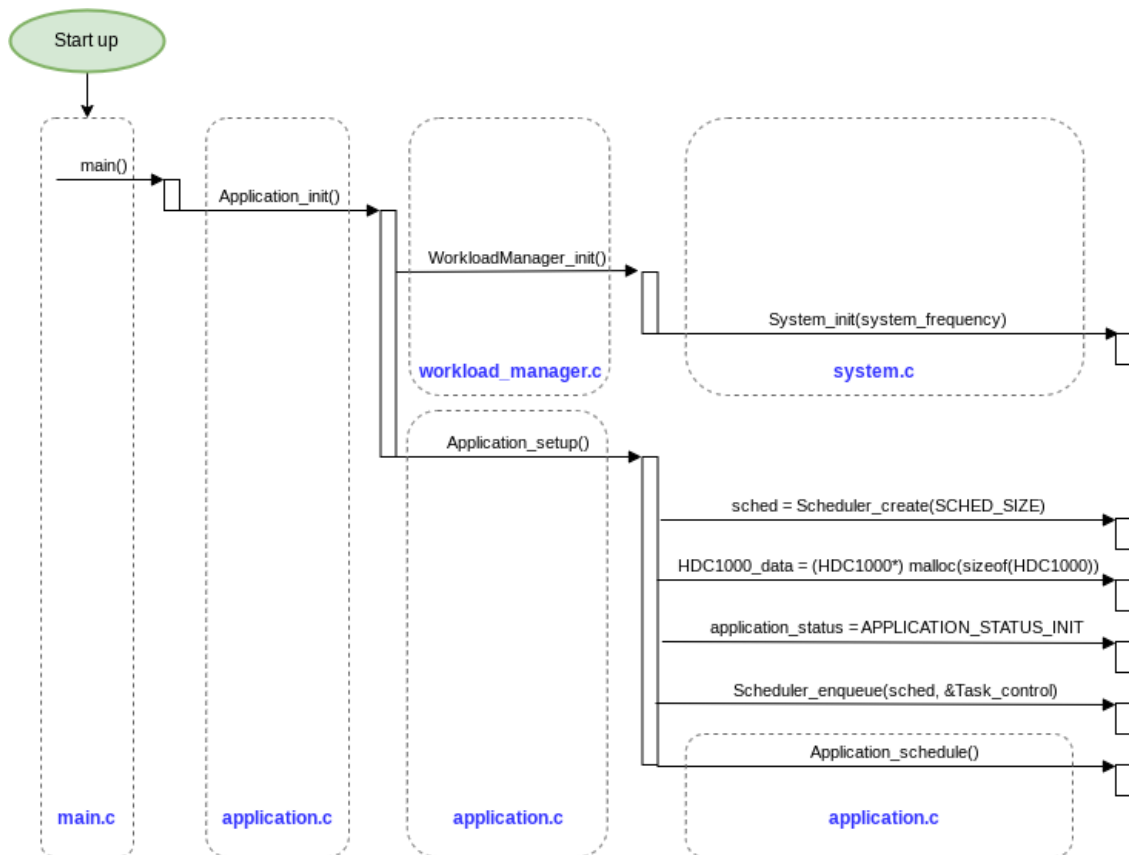 Start up
main()
Application_init()
WorkloadManager_init()
System_init(system_frequency)
workload_manager.c
system.c
Application_setup()
sched = Scheduler_create(SCHED_SIZE)
HDC1000_data = (HDC1000*) malloc(sizeof(HDC1000))
application_status = APPLICATION_STATUS_INIT
Scheduler_enqueue(sched, &Task_control)
Application_schedule()
main.c
application.c
application.c
application.c